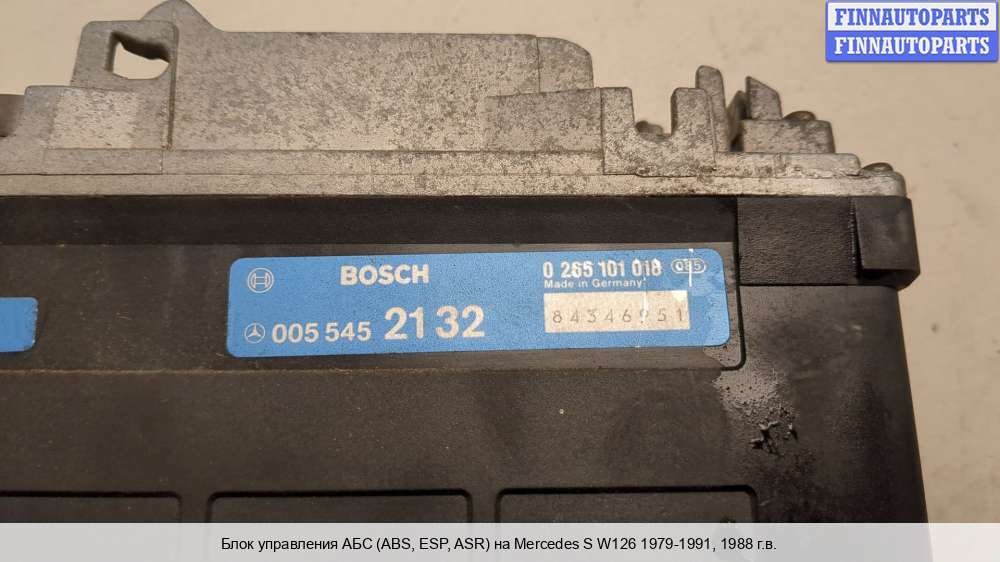 FINNAUTOPARTS
FINNAUTOPARTS
BOSCH
0 265 101 018
Made in Germany
005 545 21 32
84346951
Блок управления АБС (ABS, ESP, ASR) на Mercedes S W126 1979-1991, 1988 г.в.